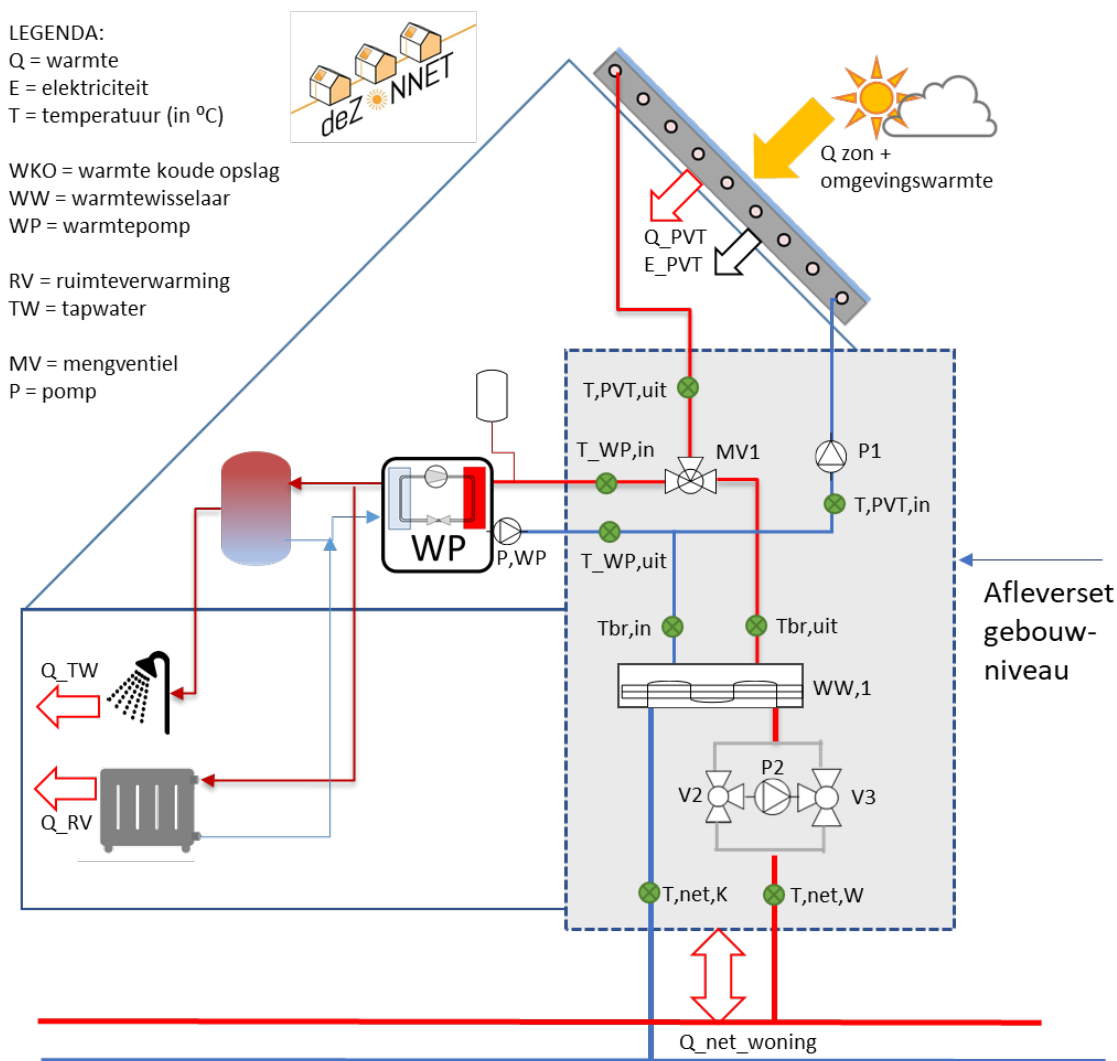 LEGENDA:
Q = warmte
E = elektriciteit
T = temperatuur (in ⁰C)
WKO = warmte koude opslag
WW = warmtewisselaar
WP = warmtepomp
RV = ruimteverwarming
TW = tapwater
MV = mengventiel
P = pomp
deZONNET
Q zon +
omgevingswarmte
Q_PVT
E_PVT
T,PVT,uit
T_WP,in
MV1
P1
T,PVT,in
WP
P,WP
T_WP,uit
Afleverset
gebouw-
niveau
Tbr,in
Tbr,uit
Q_TW
WW,1
P2
V2
V3
Q_RV
T,net,K
T,net,W
Q_net_woning